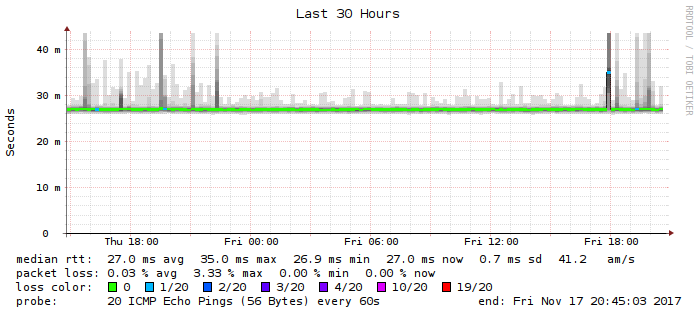 Last 30 Hours
RRDTOOL / TOBI OETIKER
Seconds
40 m
30 m
20 m
10 m
0
Thu 18:00 Fri 00:00 Fri 06:00 Fri 12:00 Fri 18:00
median rtt: 27.0 ms avg 35.0 ms max 26.9 ms min 27.0 ms now 0.7 ms sd 41.2 am/s
packet loss: 0.03 % avg 3.33 % max 0.00 % min 0.00 % now
loss color: 0 1/20 2/20 3/20 4/20 10/20 19/20
probe: 20 ICMP Echo Pings (56 Bytes) every 60s end: Fri Nov 17 20:45:03 2017